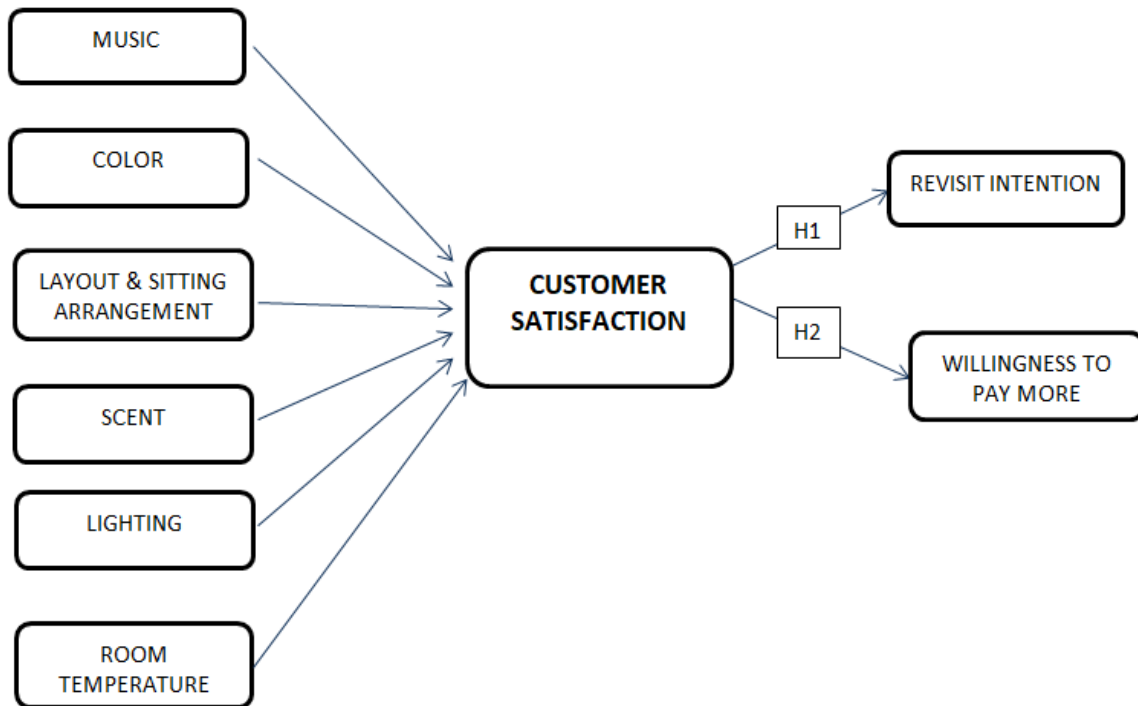 MUSIC
COLOR
LAYOUT & SITTING
ARRANGEMENT
SCENT
LIGHTING
ROOM
TEMPERATURE
CUSTOMER
SATISFACTION
H1
H2
REVISIT INTENTION
WILLINGNESS TO
PAY MORE